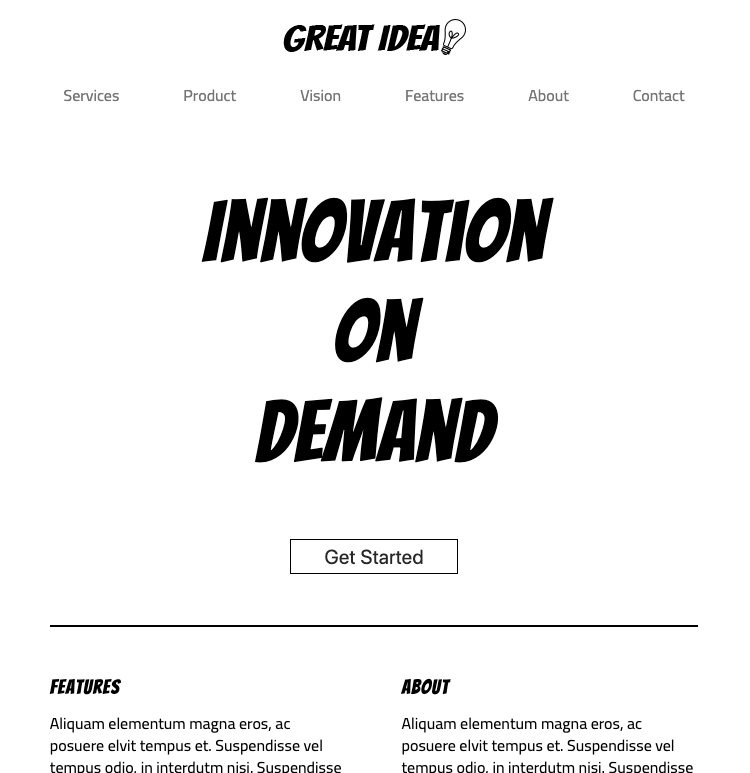 GREAT IDEA
Services Product Vision Features About Contact
INNOVATION
ON
DEMAND
Get Started
FEATURES
Aliquam elementum magna eros, ac
posuere elvit tempus et. Suspendisse vel
tempus odio, in interdutm nisi. Suspendisse
ABOUT
Aliquam elementum magna eros, ac
posuere elvit tempus et. Suspendisse vel
tempus odio, in interdutm nisi. Suspendisse